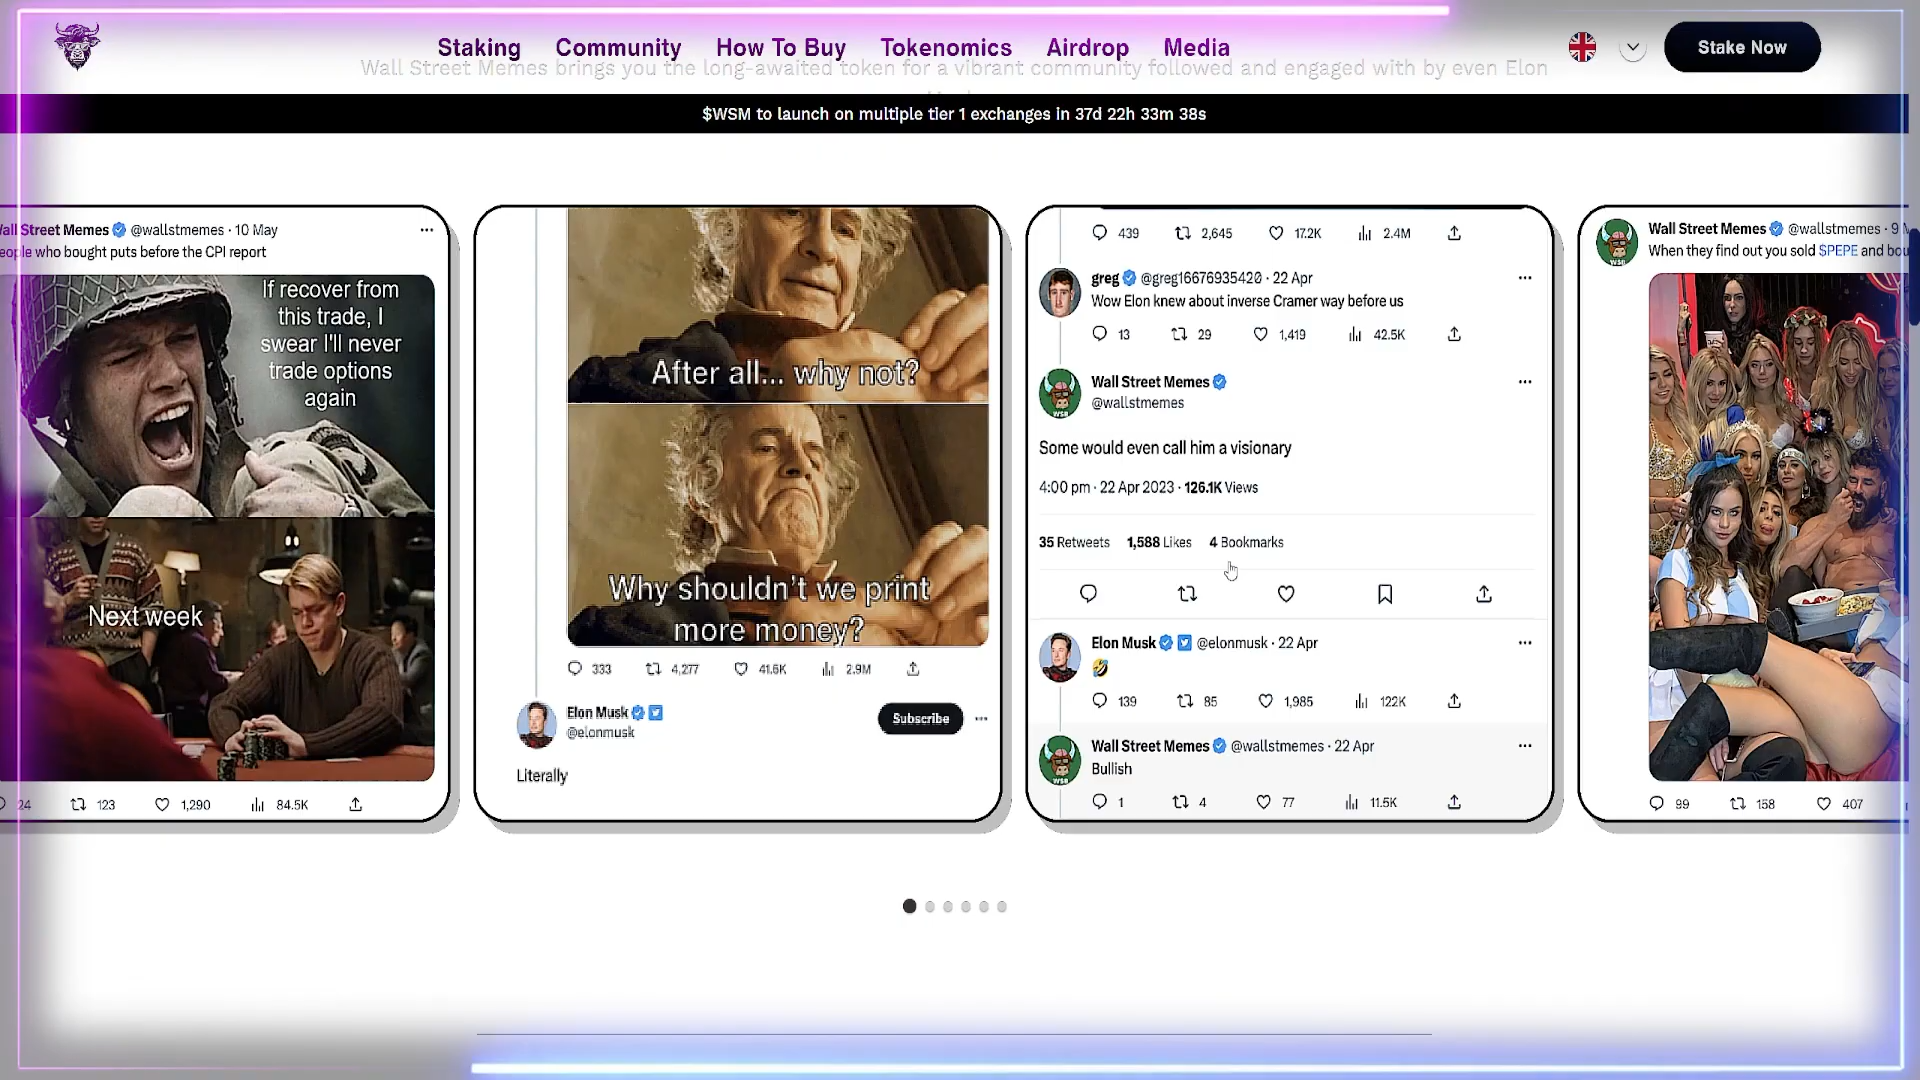 Staking Community How To Buy Tokenomics Airdrop Media Stake Now
Wall Street Memes brings you the long-awaited token for a vibrant community followed and engaged with by even Elon
$WSM to launch on multiple tier 1 exchanges in 37d 22h 33m 38s
all Street Memes @wallstmemes · 10 May
eople who bought puts before the CPI report
If recover from
this trade, I
swear I'll never
trade options
again
Next week
24 123 1,290 84.5K
After all... why not?
Why shouldn't we print
more money?
333 4,277 41.6K 2.9M
Elon Musk
@elonmusk
Subscribe
Literally
439 2,645 17.2K 2.4M
greg @greg16676935420 · 22 Apr
Wow Elon knew about inverse Cramer way before us
13 29 1,419 42.5K
Wall Street Memes
@wallstmemes
Some would even call him a visionary
4:00 pm · 22 Apr 2023 · 126.1K Views
35 Retweets 1,588 Likes 4 Bookmarks
Elon Musk @elonmusk · 22 Apr
🤣
139 85 1,985 122K
Wall Street Memes @wallstmemes · 22 Apr
Bullish
1 4 77 11.5K
Wall Street Memes @wallstmemes · 9 M
When they find out you sold $PEPE and bou
99 158 407